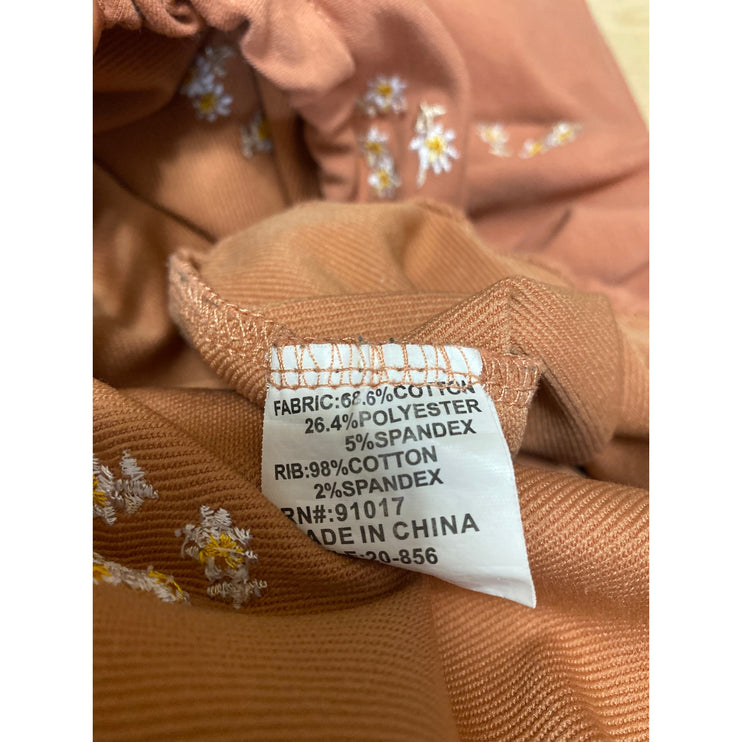 FABRIC:68.6%COTTON
26.4%POLYESTER
5%SPANDEX
RIB:98%COTTON
2%SPANDEX
RN#:91017
MADE IN CHINA
20-856